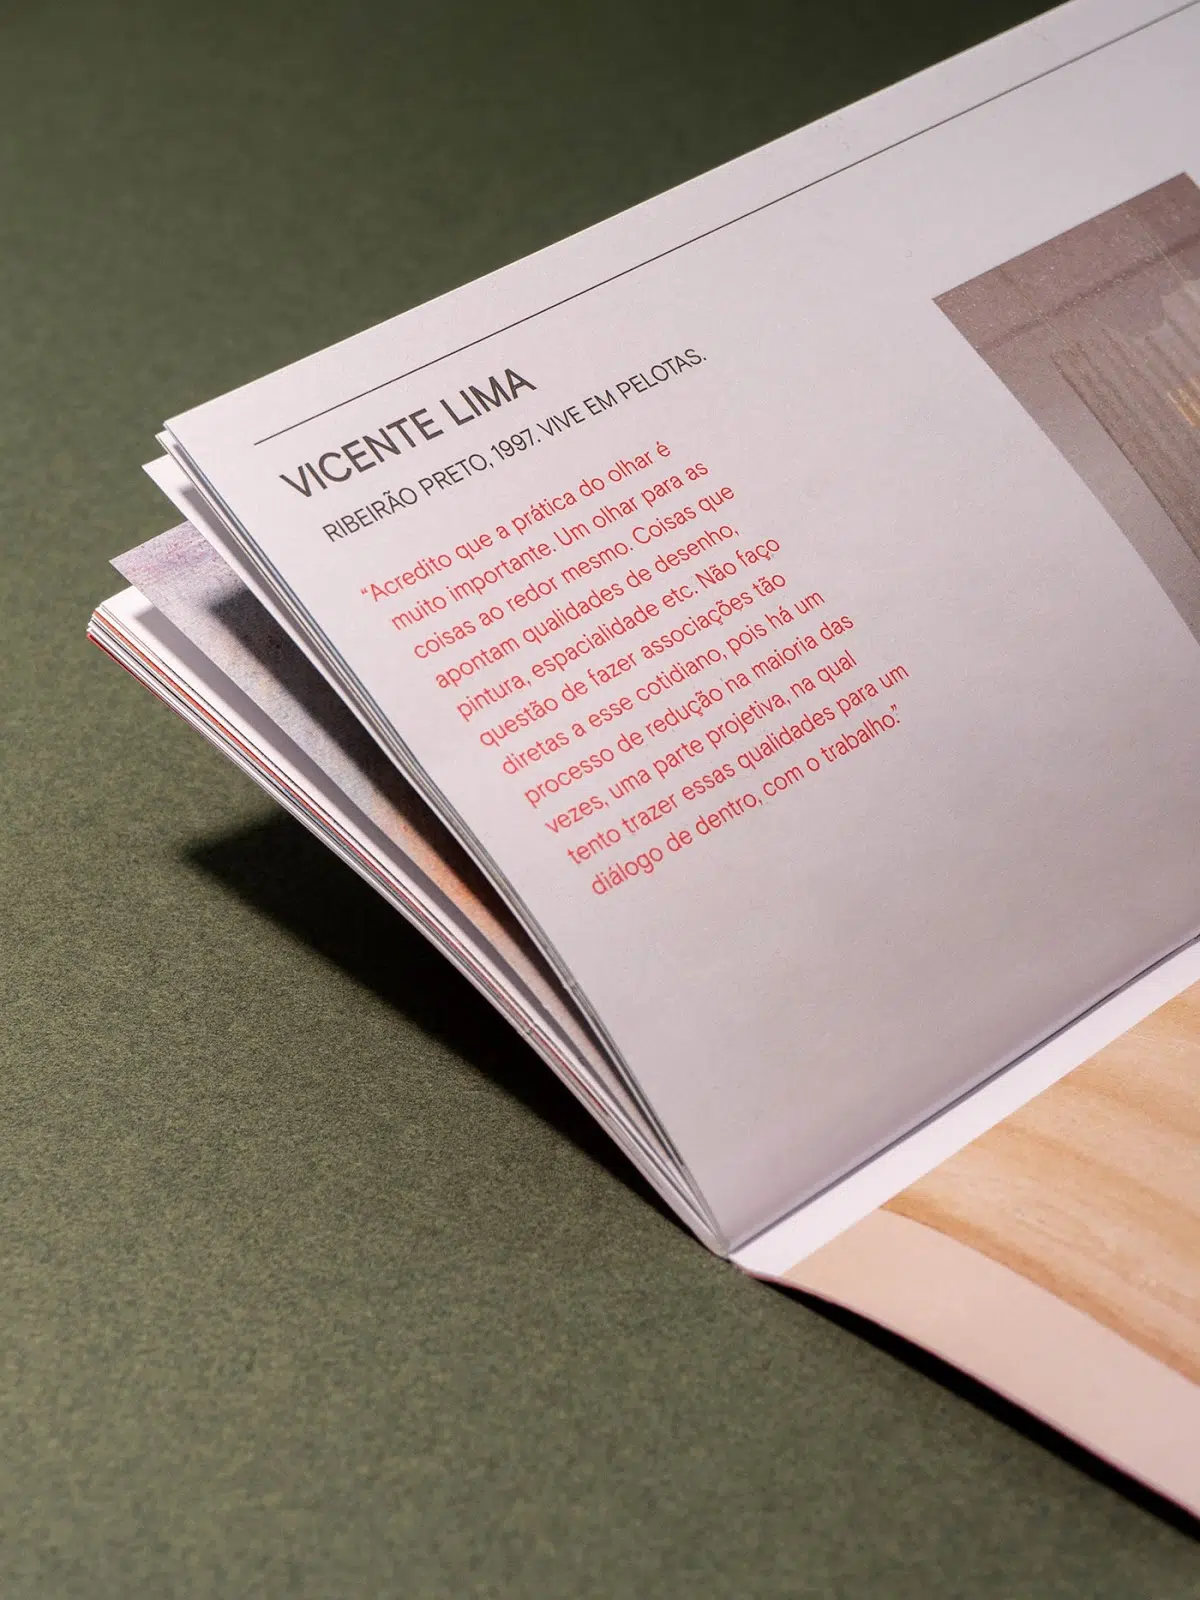 VICENTE LIMA
RIBEIRÃO PRETO, 1997. VIVE EM PELOTAS.
“Acredito que a prática do olhar é
muito importante. Um olhar para as
coisas ao redor mesmo. Coisas que
apontam qualidades de desenho,
pintura, espacialidade etc. Não faço
questão de fazer associações tão
diretas a esse cotidiano, pois há um
processo de redução na maioria das
vezes, uma parte projetiva, na qual
tento trazer essas qualidades para um
diálogo de dentro, com o trabalho.”